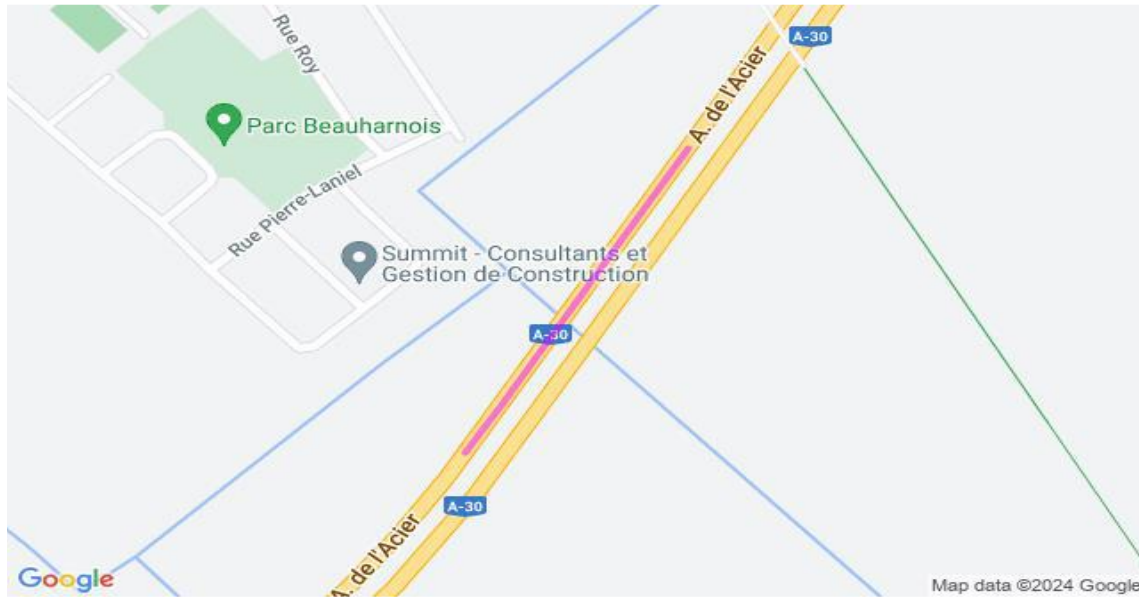 A-30
Rue Roy
A. de l'Acier
Parc Beauharnois
Rue Pierre-Laniel
Summit - Consultants et
Gestion de Construction
A-30
A-30
A. de l'Acier
Google
Map data ©2024 Google